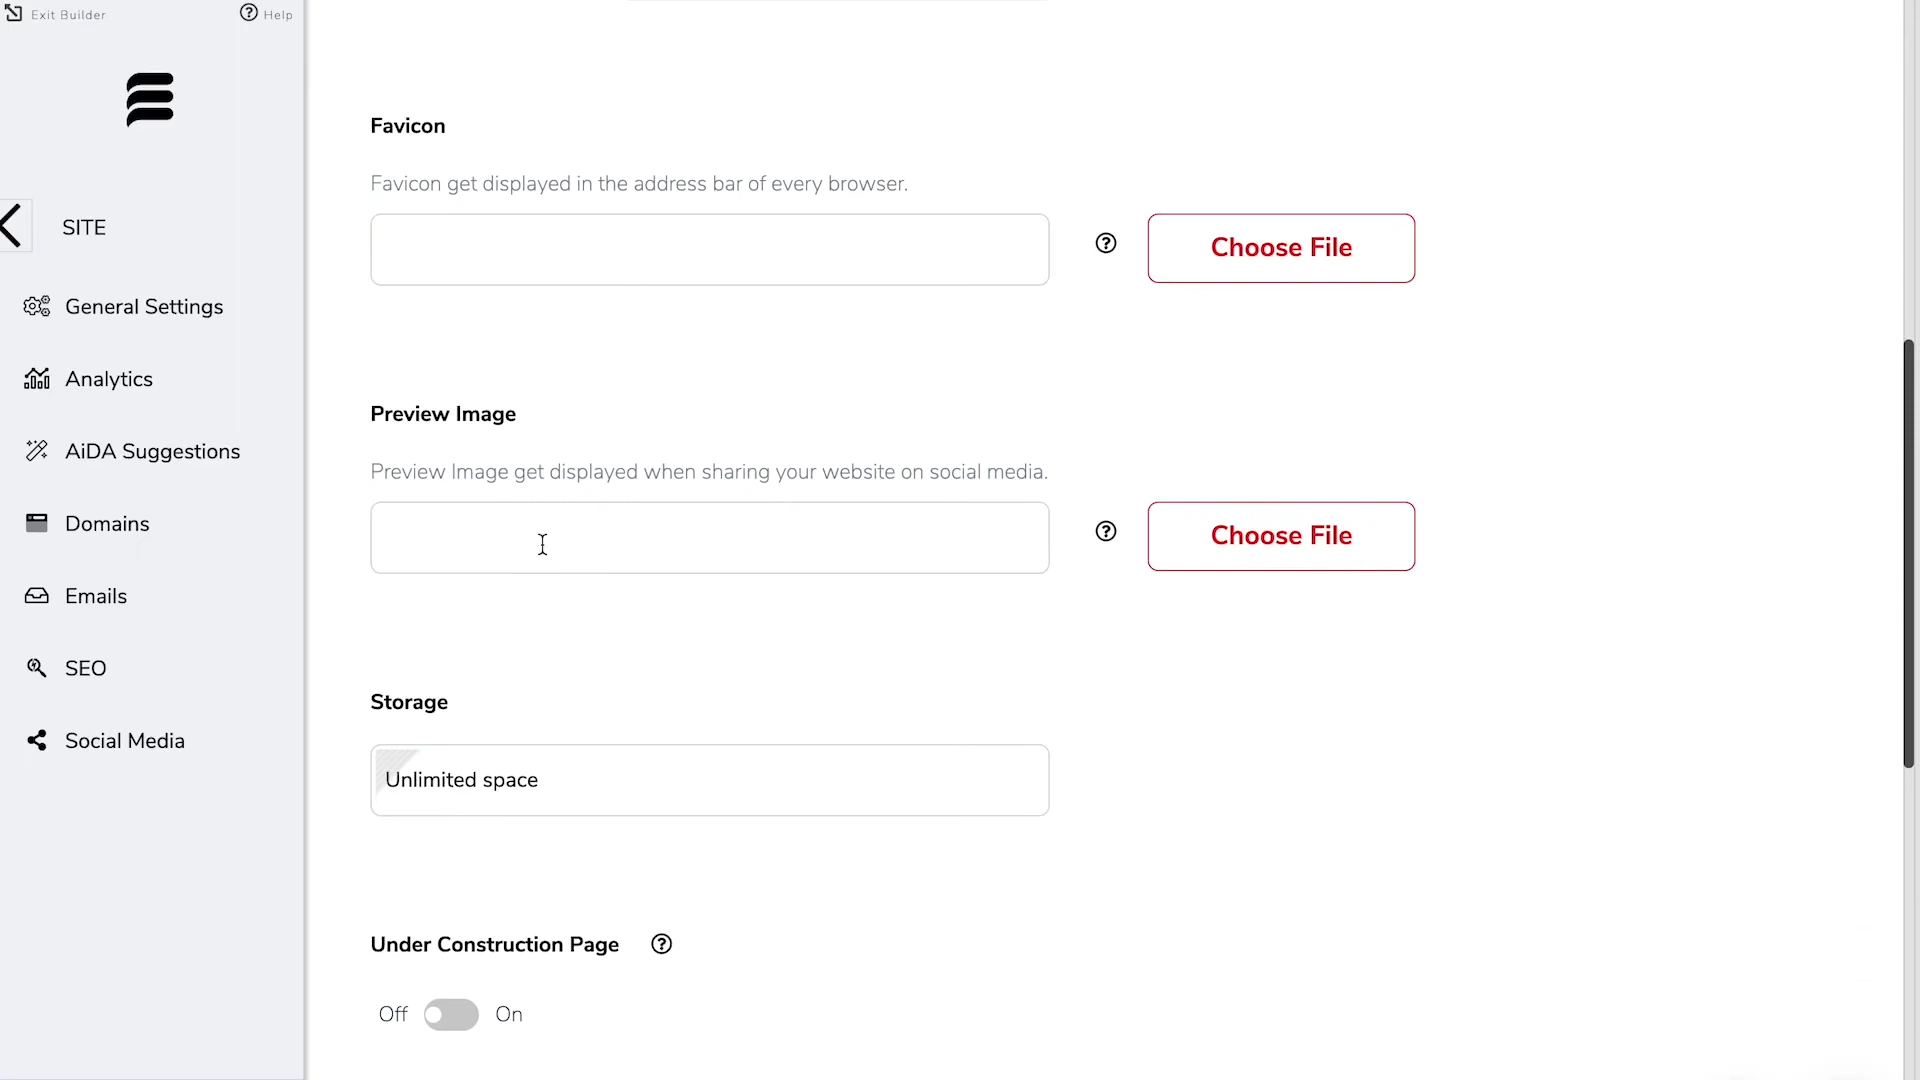 Exit Builder
Help
SITE
General Settings
Analytics
AiDA Suggestions
Domains
Emails
SEO
Social Media
Favicon
Favicon get displayed in the address bar of every browser.
Choose File
Preview Image
Preview Image get displayed when sharing your website on social media.
Choose File
Storage
Unlimited space
Under Construction Page
Off On